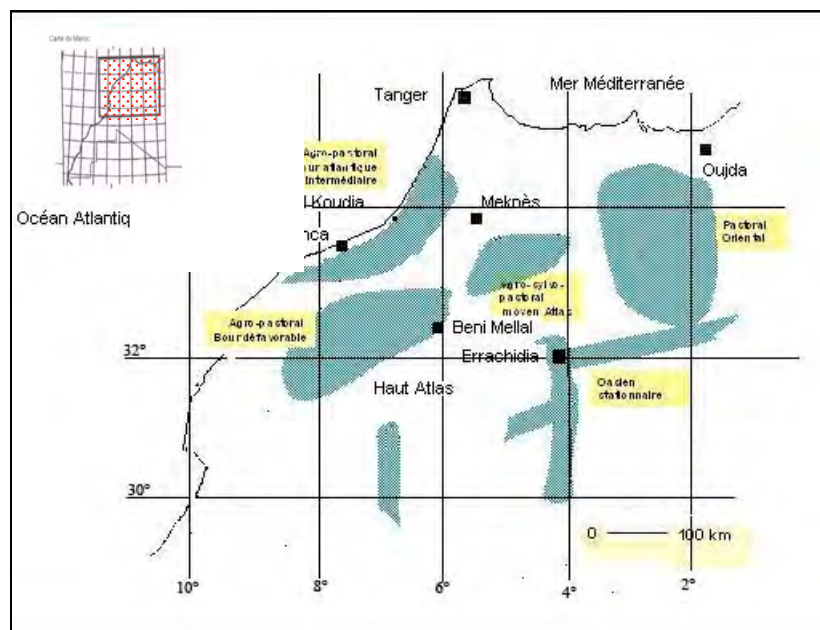 Carte du Maroc
Tanger
Mer Méditerranée
Oujda
Agro-pastoral
ur atlantique
Intermédiaire
Koudia
Meknès
Océan Atlantiq
nca
Pastoral
Oriental
Agro-sylvo-
pastoral
moyen Atlas
Agro-pastoral
Bour défavorable
Beni Mellal
32°
Errachidia
Haut Atlas
Oasien
stationnaire
30°
0 100 km
10° 8° 6° 4° 2°